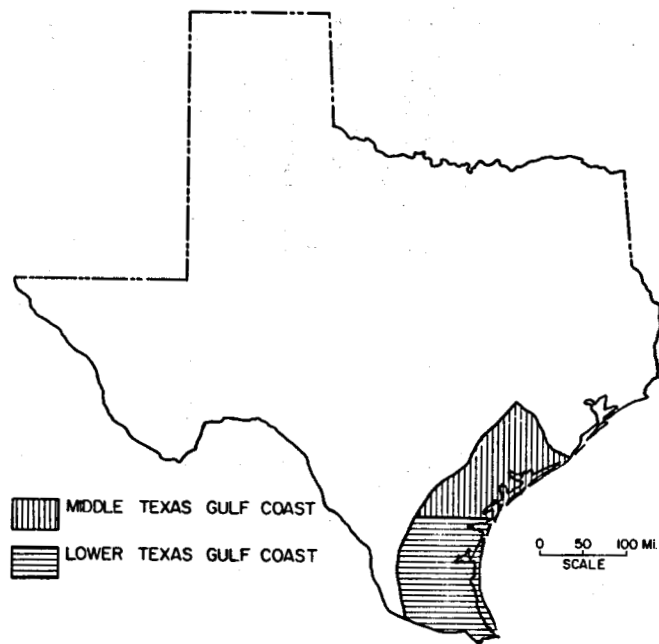 MIDDLE TEXAS GULF COAST
LOWER TEXAS GULF COAST
0 50 100 Mi.
SCALE